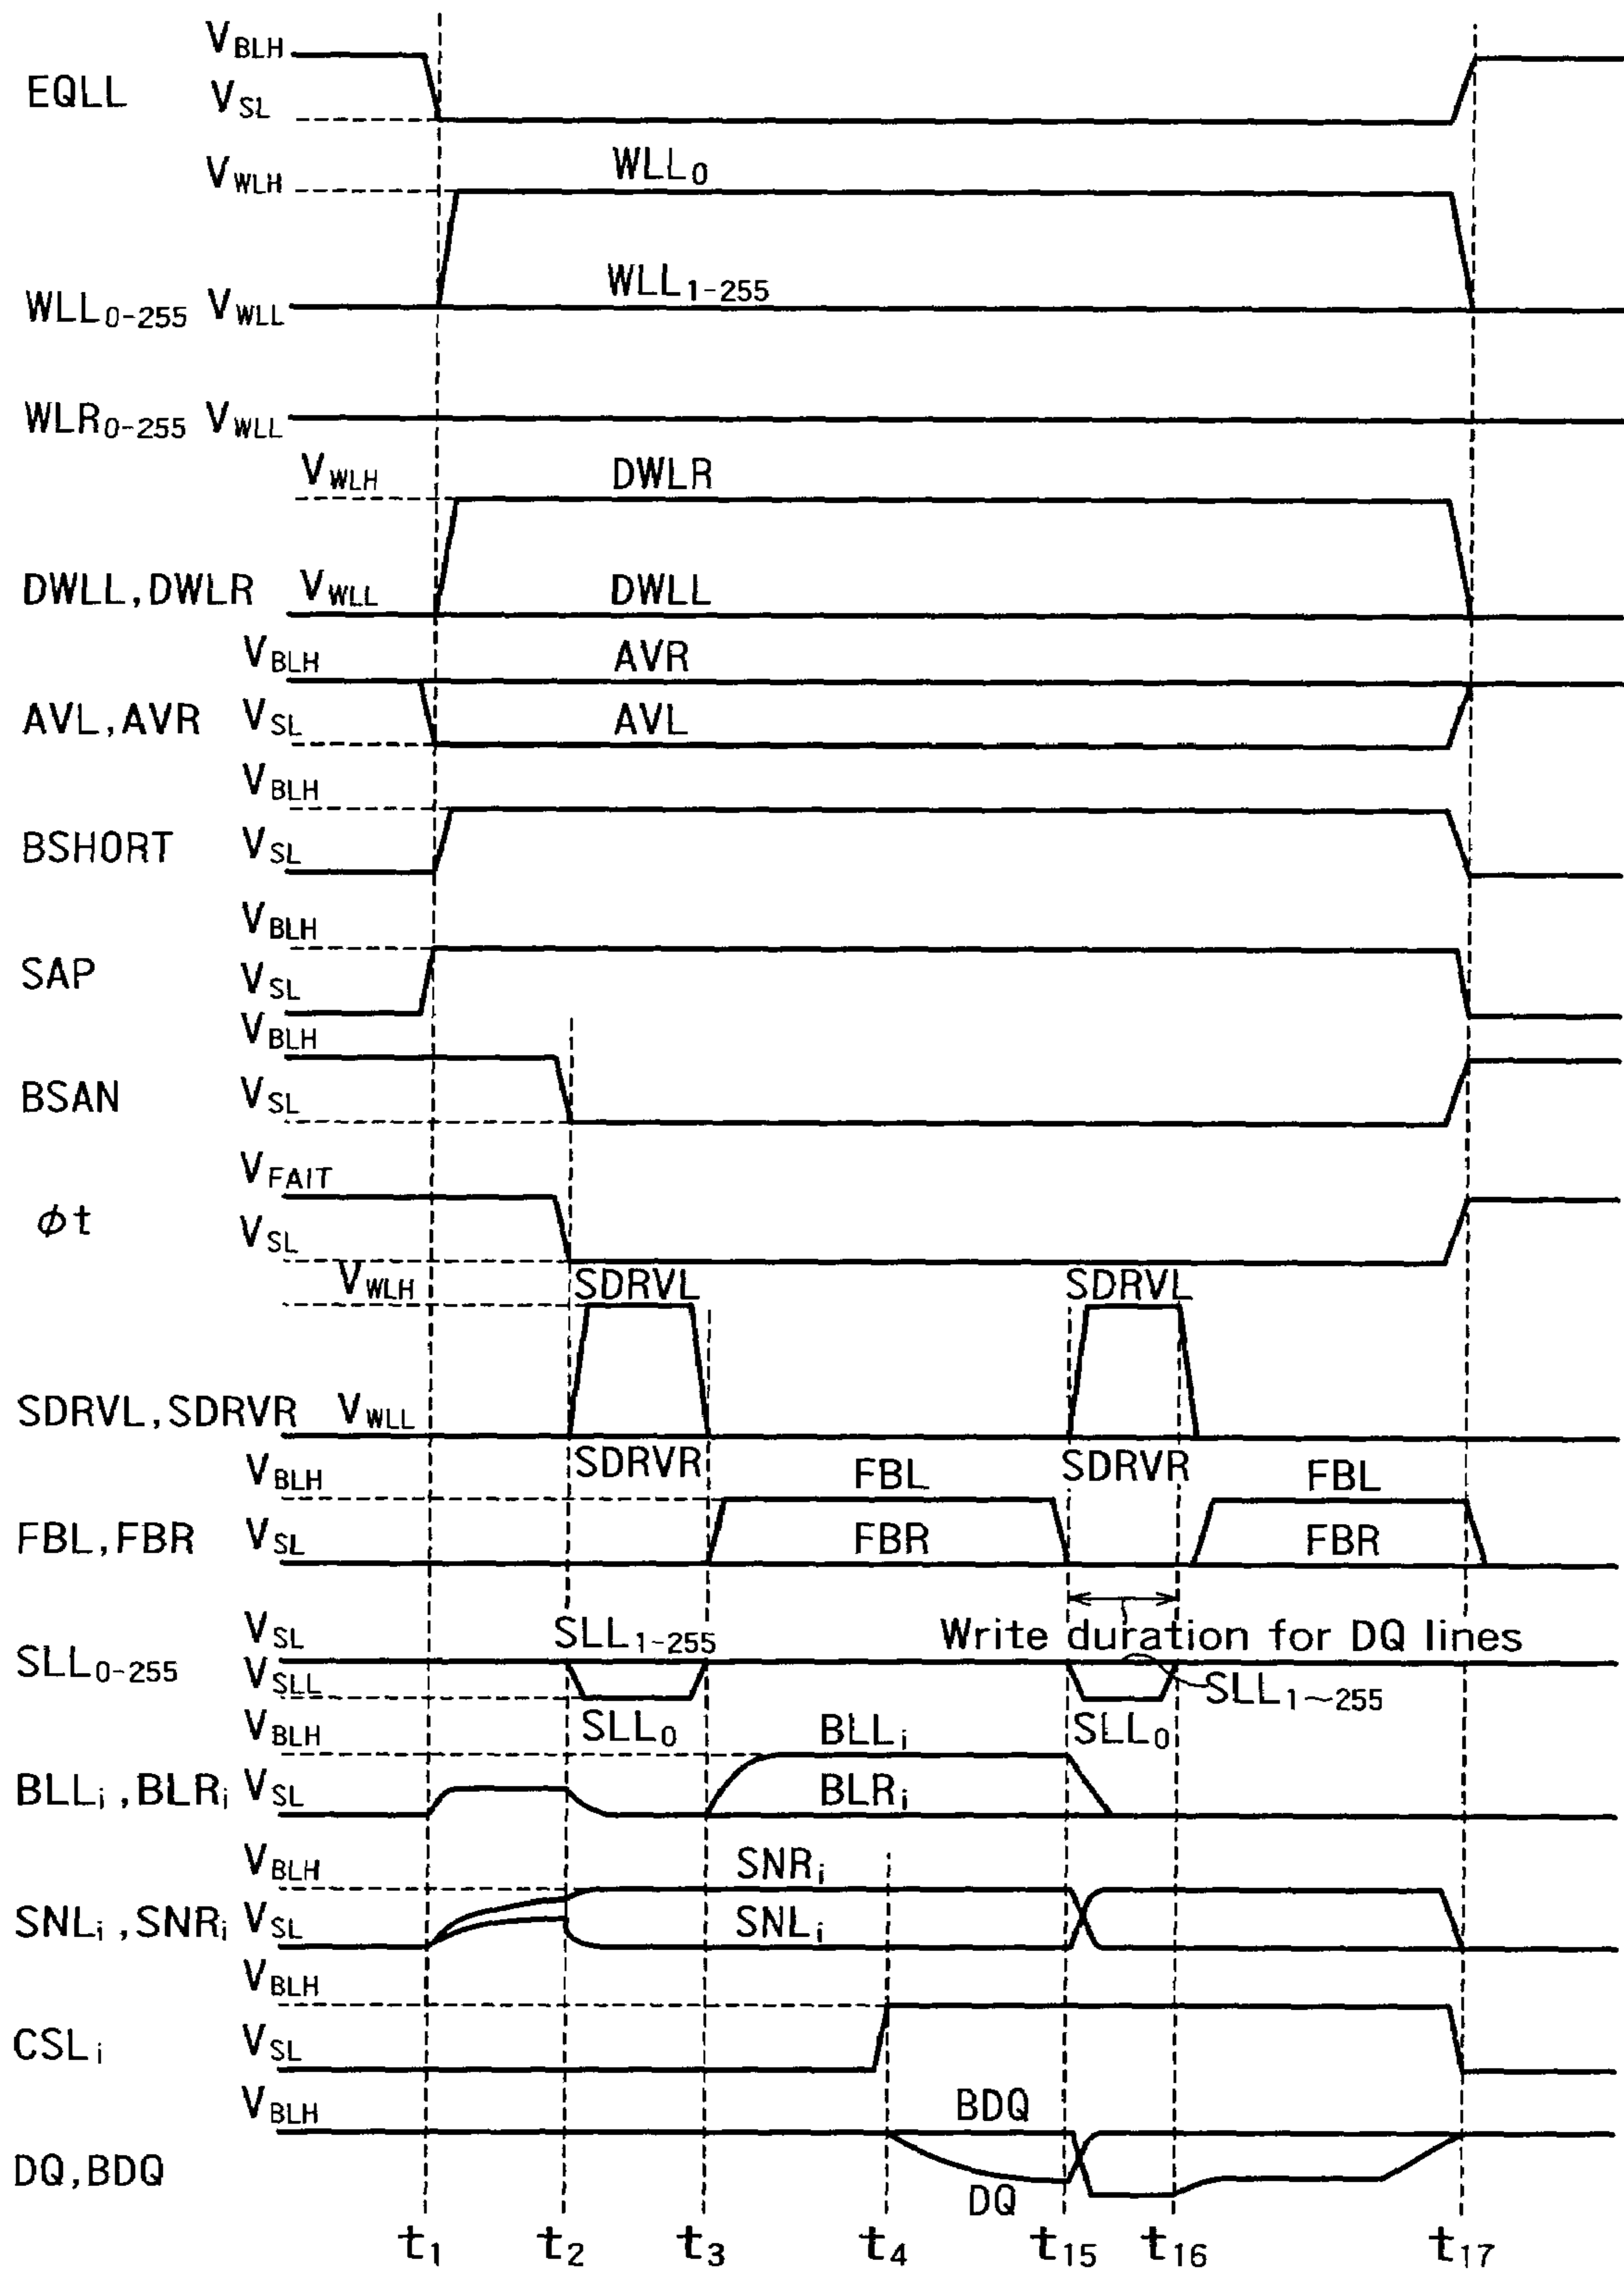 V_BLH
EQLL V_SL
V_WLH WLL_0
WLL_0-255 V_WLL WLL_1-255
WLR_0-255 V_WLL
V_WLH DWLR
DWLL,DWLR V_WLL DWLL
V_BLH AVR
AVL,AVR V_SL AVL
V_BLH
BSHORT V_SL
V_BLH
SAP V_SL
V_BLH
BSAN V_SL
V_FAIT
φt V_SL
V_WLH SDRVL SDRVL
SDRVL,SDRVR V_WLL
SDRVR SDRVR
V_BLH FBL FBL
FBL,FBR V_SL FBR FBR
V_SL SLL_1-255 Write duration for DQ lines
SLL_0-255 V_SLL SLL_1~255
V_BLH SLL_0 BLL_i SLL_0
BLL_i,BLR_i V_SL BLR_i
V_BLH SNR_i
SNL_i,SNR_i V_SL SNL_i
V_BLH
CSL_i V_SL
V_BLH BDQ
DQ,BDQ DQ
t_1 t_2 t_3 t_4 t_15 t_16 t_17